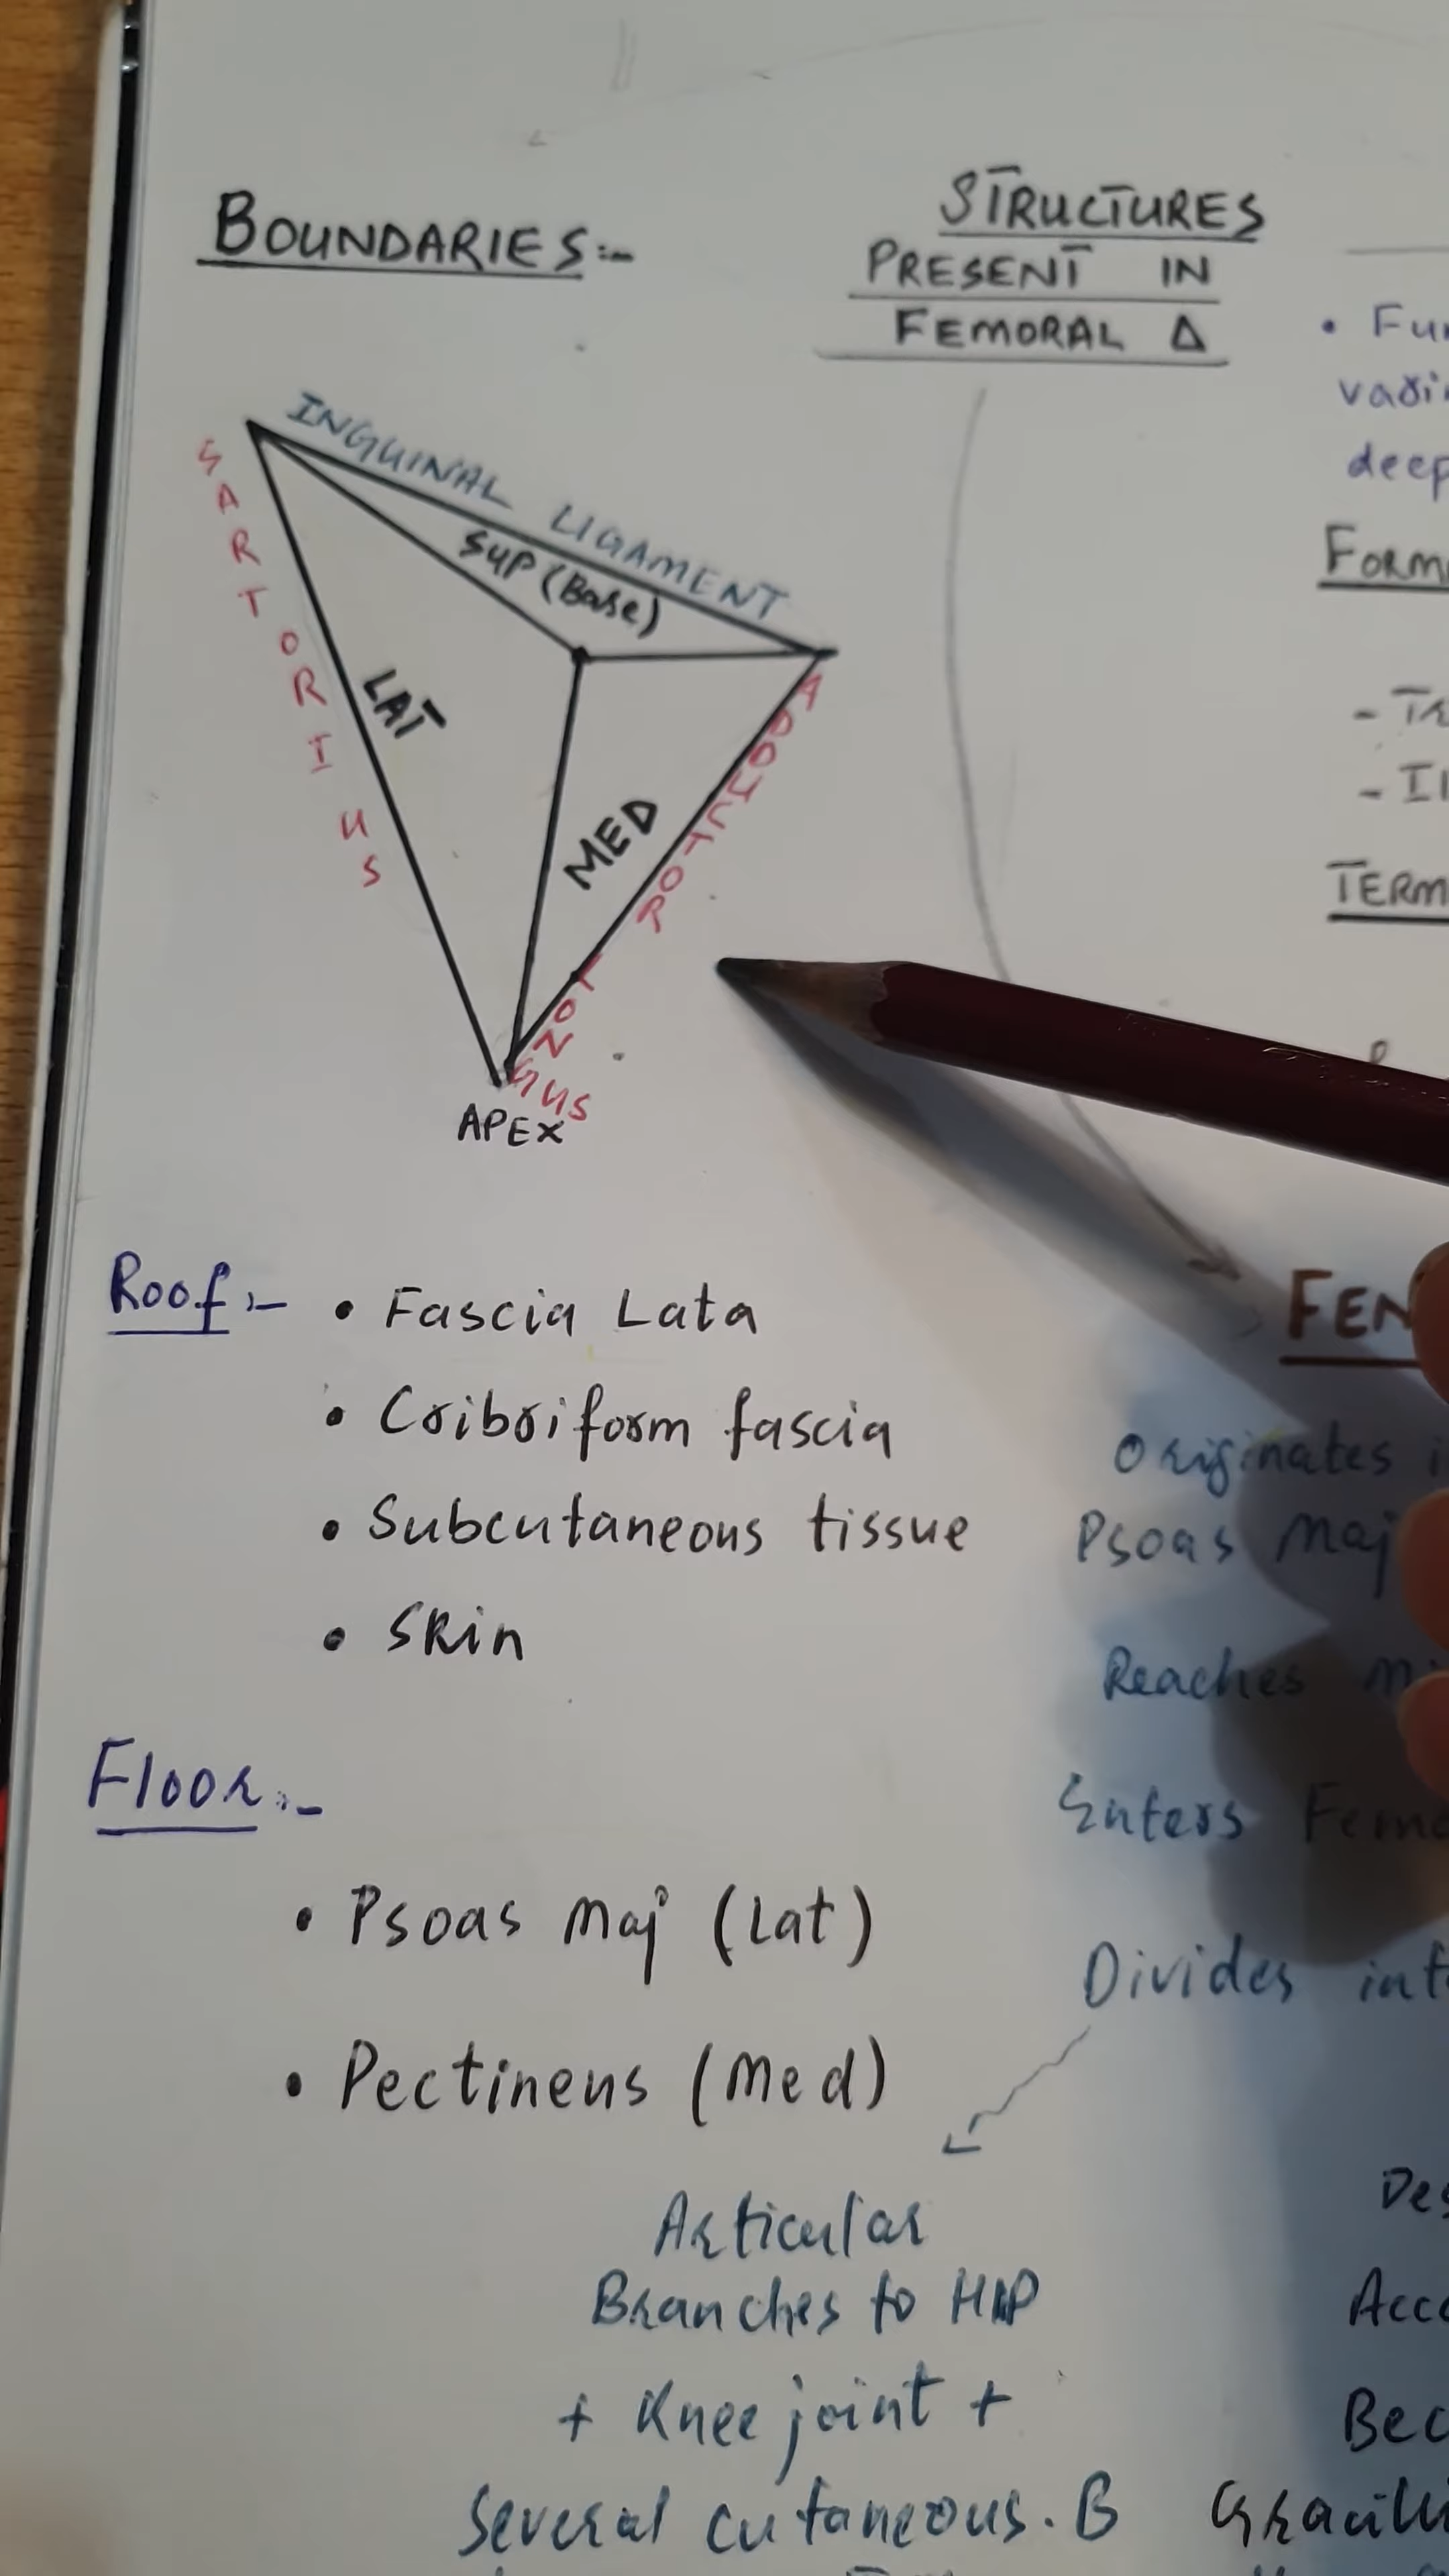 BOUNDARIES:-
INGUINAL LIGAMENT
SARTORIUS
SUP (Base)
LAT
MED
ADDUCTOR LONGUS
APEX
Roof:- • Fascia Lata
• Cribriform fascia
• Subcutaneous tissue
• Skin
Floor:-
• Psoas Maj (Lat)
• Pectineus (Med)
STRUCTURES
PRESENT IN
FEMORAL Δ
Originates
Psoas Maj
Reaches
Enters
Divides
Articular
Branches to HIP
+ Knee joint +
Several cutaneous. B
deep